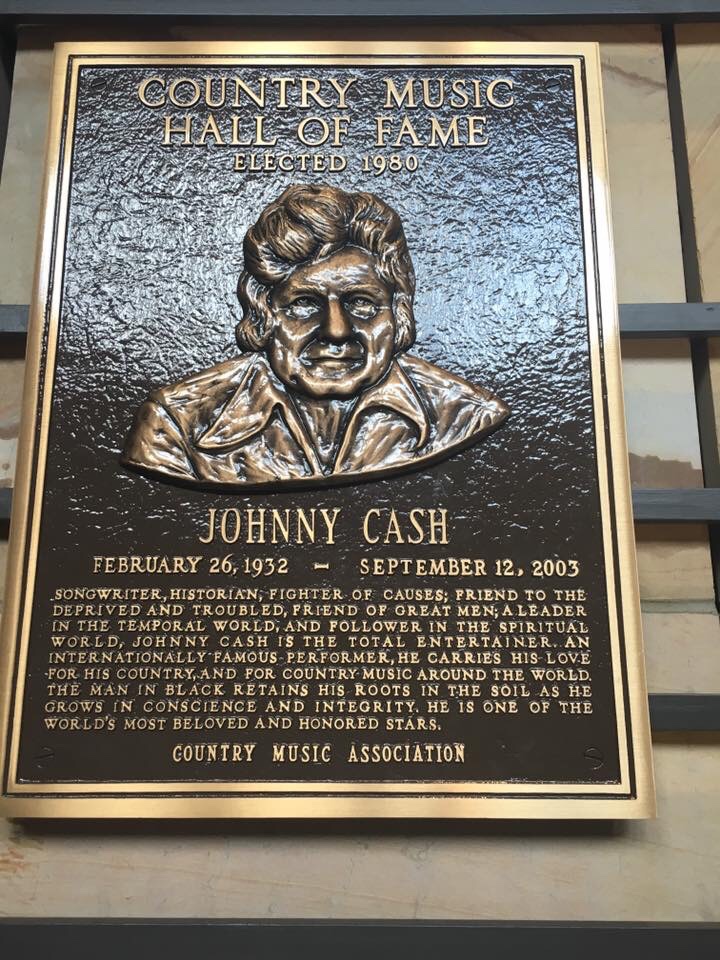 COUNTRY MUSIC
HALL OF FAME
ELECTED 1980
JOHNNY CASH
FEBRUARY 26, 1932 – SEPTEMBER 12, 2003
SONGWRITER, HISTORIAN, FIGHTER OF CAUSES; FRIEND TO THE
DEPRIVED AND TROUBLED, FRIEND OF GREAT MEN; A LEADER
IN THE TEMPORAL WORLD, AND FOLLOWER IN THE SPIRITUAL
WORLD, JOHNNY CASH IS THE TOTAL ENTERTAINER. AN
INTERNATIONALLY FAMOUS PERFORMER, HE CARRIES HIS LOVE
FOR HIS COUNTRY, AND FOR COUNTRY MUSIC AROUND THE WORLD.
THE MAN IN BLACK RETAINS HIS ROOTS IN THE SOIL AS HE
GROWS IN CONSCIENCE AND INTEGRITY. HE IS ONE OF THE
WORLD'S MOST BELOVED AND HONORED STARS.
COUNTRY MUSIC ASSOCIATION